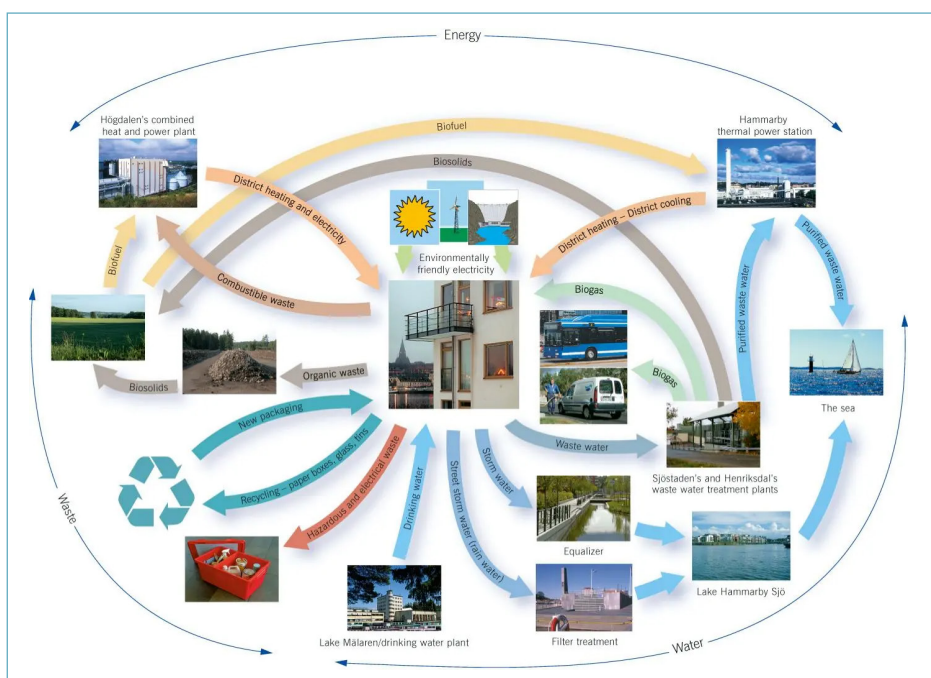 Energy
Högdalen's combined
heat and power plant
Hammarby
thermal power station
Biofuel
Biosolids
District heating and electricity
District heating – District cooling
Purified waste water
Biofuel
Combustible waste
Environmentally
friendly electricity
Biogas
Purified waste water
Biogas
The sea
Biosolids
Organic waste
New packaging
Recycling – paper boxes, glass, tins
Hazardous and electrical waste
Drinking water
Street storm water (rain water)
Storm water
Waste water
Sjöstaden's and Henriksdal's
waste water treatment plants
Waste
Equalizer
Lake Hammarby Sjö
Lake Mälaren/drinking water plant
Filter treatment
Water